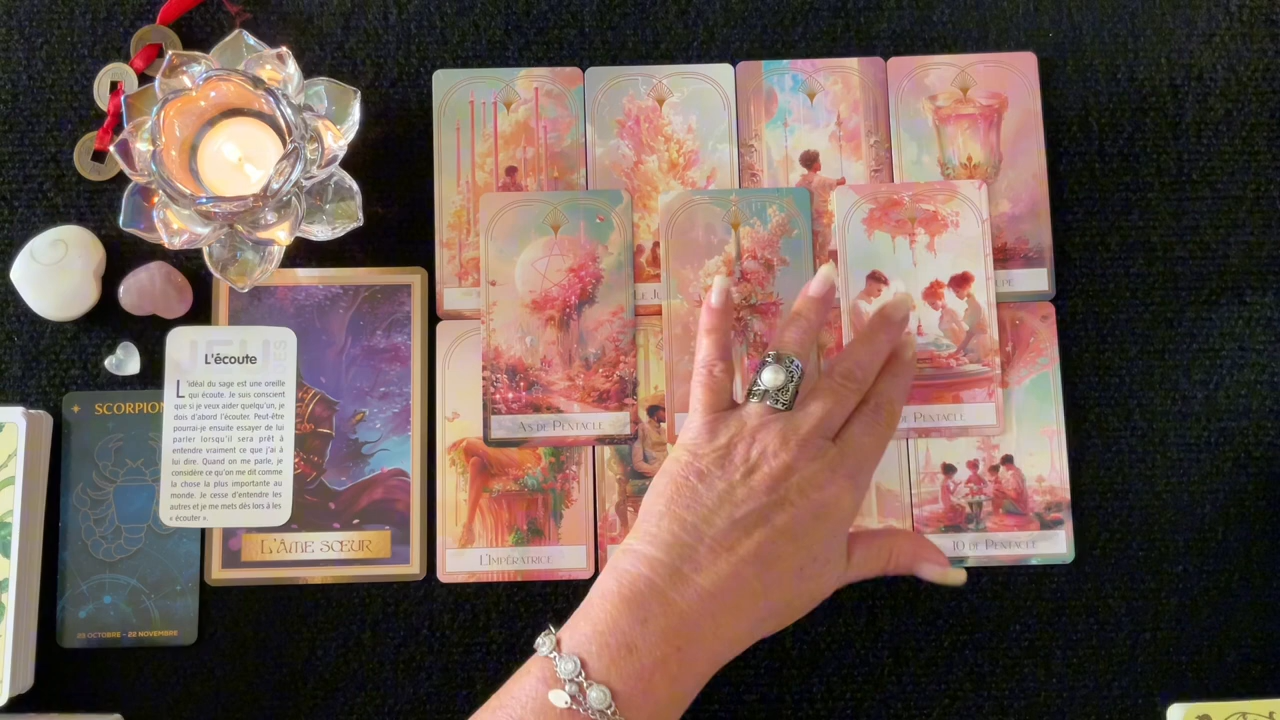 LE JU
UPE
L'écoute
L'idéal du sage est une oreille
qui écoute. Je suis conscient
que si je veux aider quelqu'un, je
dois d'abord l'écouter. Peut-être
pourrai-je ensuite essayer de lui
parler lorsqu'il sera prêt à
entendre vraiment ce que j'ai à
lui dire. Quand on me parle, je
considère ce qu'on me dit comme
la chose la plus importante au
monde. Je cesse d'entendre les
autres et je me mets dès lors à les
« écouter ».
SCORPION
23 OCTOBRE - 22 NOVEMBRE
L'ÂME SŒUR
AS DE PENTACLE
DE PENTACLE
L'IMPÉRATRICE
10 DE PENTACLE